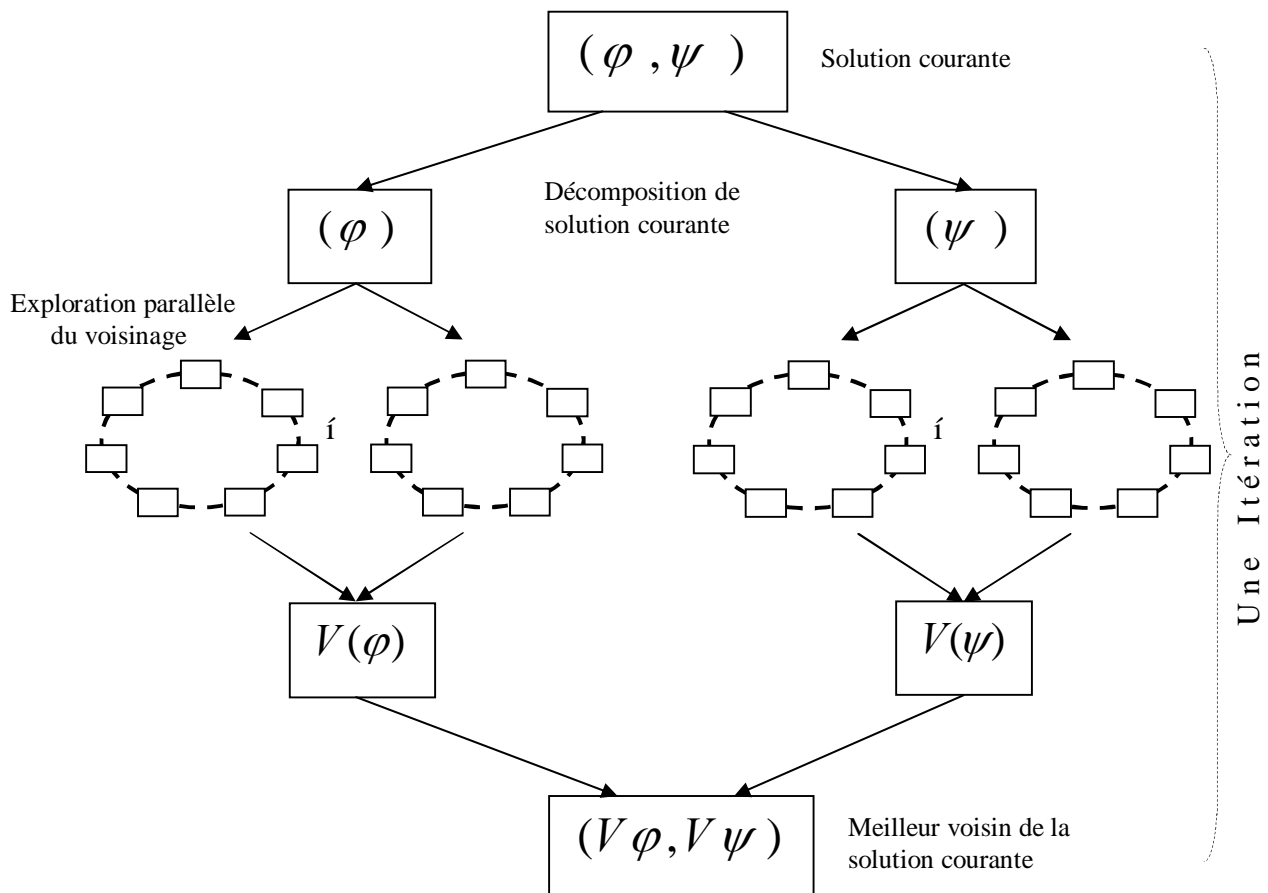 (φ , ψ )
Solution courante
Décomposition de
solution courante
(φ )
(ψ )
Exploration parallèle
du voisinage
í
í
Une Itération
V(φ)
V(ψ)
(Vφ,Vψ)
Meilleur voisin de la
solution courante